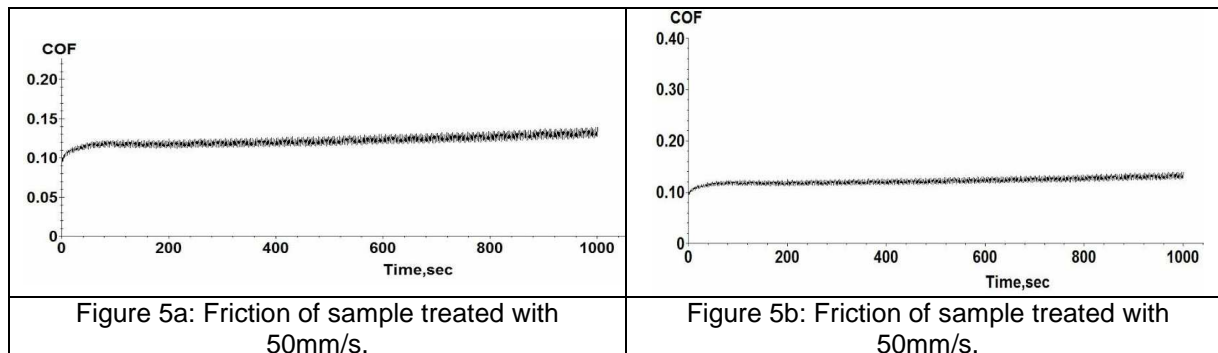 COF
0.20
0.15
0.10
0.05
0
0 200 400 600 800 1000
Time,sec
COF
0.40
0.30
0.20
0.10
0
0 200 400 600 800 1000
Time,sec
Figure 5a: Friction of sample treated with
50mm/s.
Figure 5b: Friction of sample treated with
50mm/s.